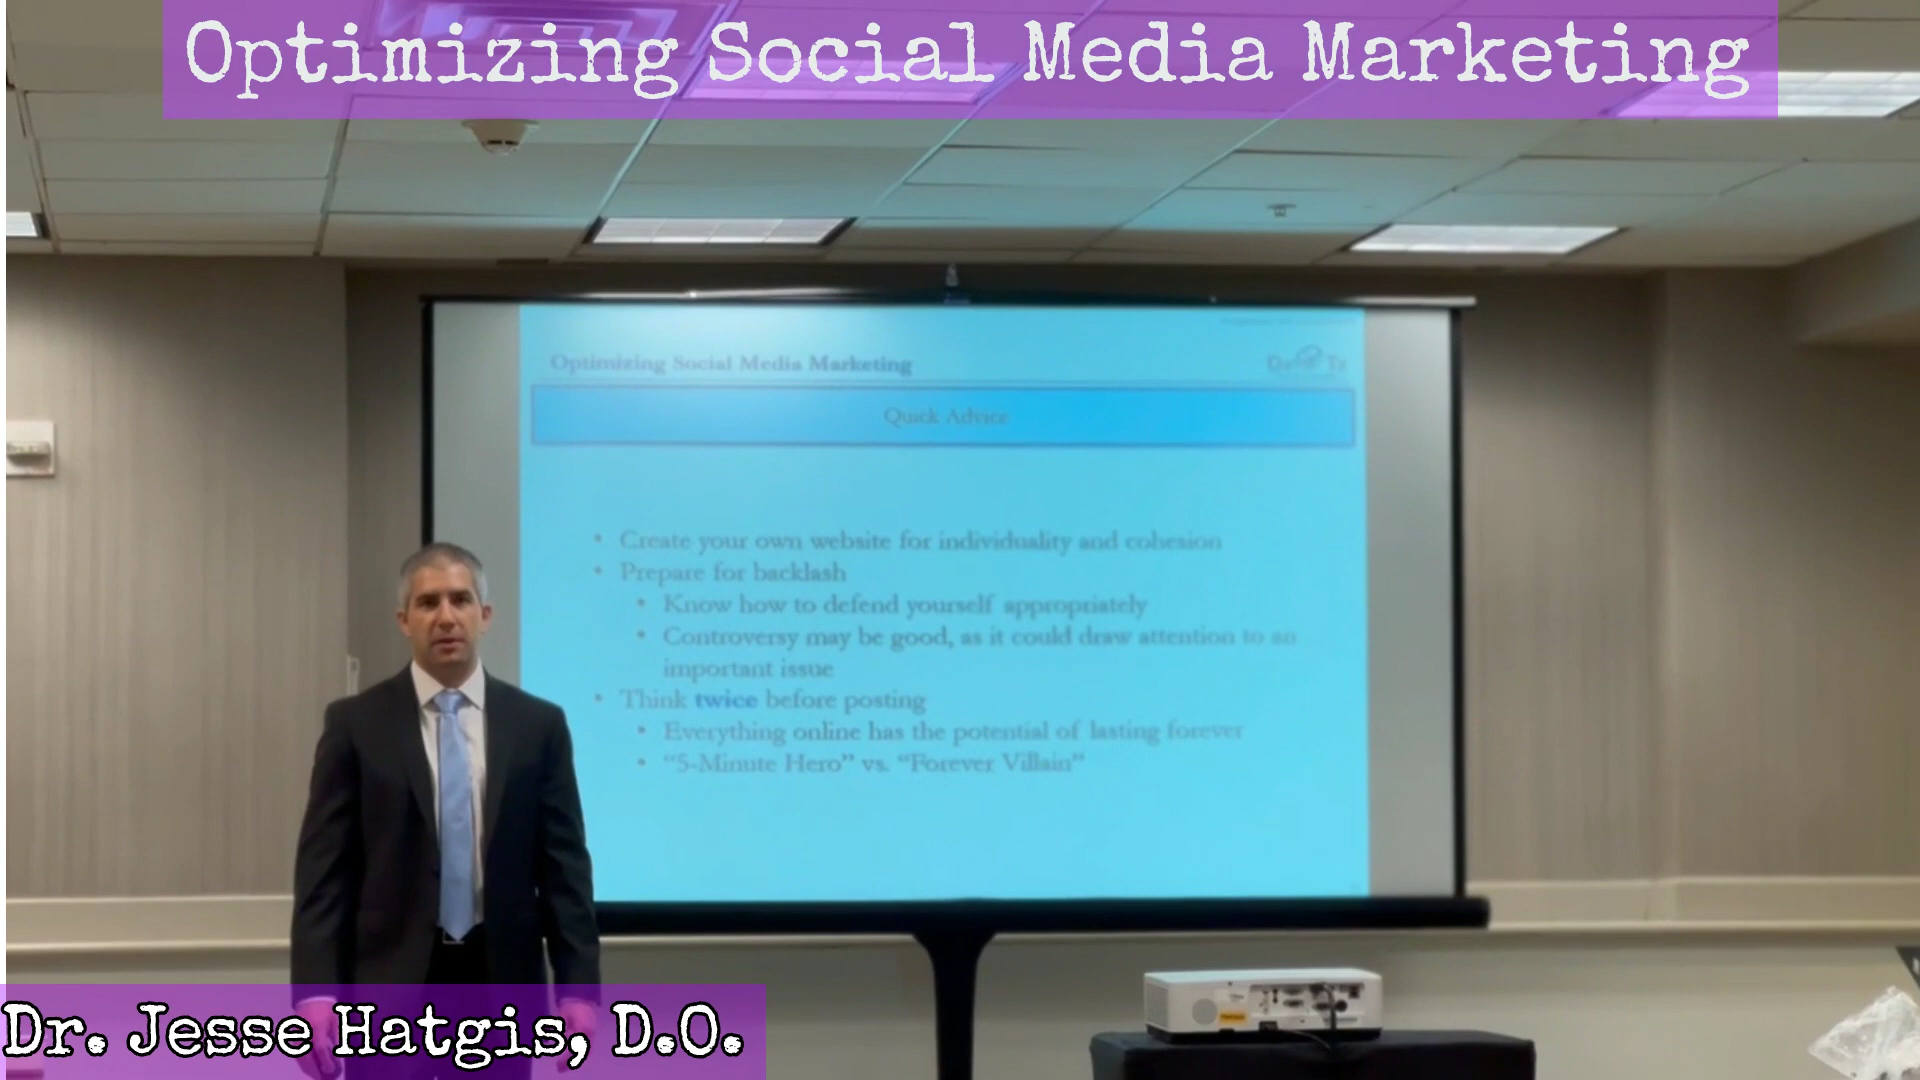 Optimizing Social Media Marketing
Optimizing Social Media Marketing
Quick Advice
• Create your own website for individuality and cohesion
• Prepare for backlash
• Know how to defend yourself appropriately
• Controversy may be good, as it could draw attention to an
important issue
• Think twice before posting
• Everything online has the potential of lasting forever
• “5-Minute Hero” vs. “Forever Villain”
Dr. Jesse Hatgis, D.O.